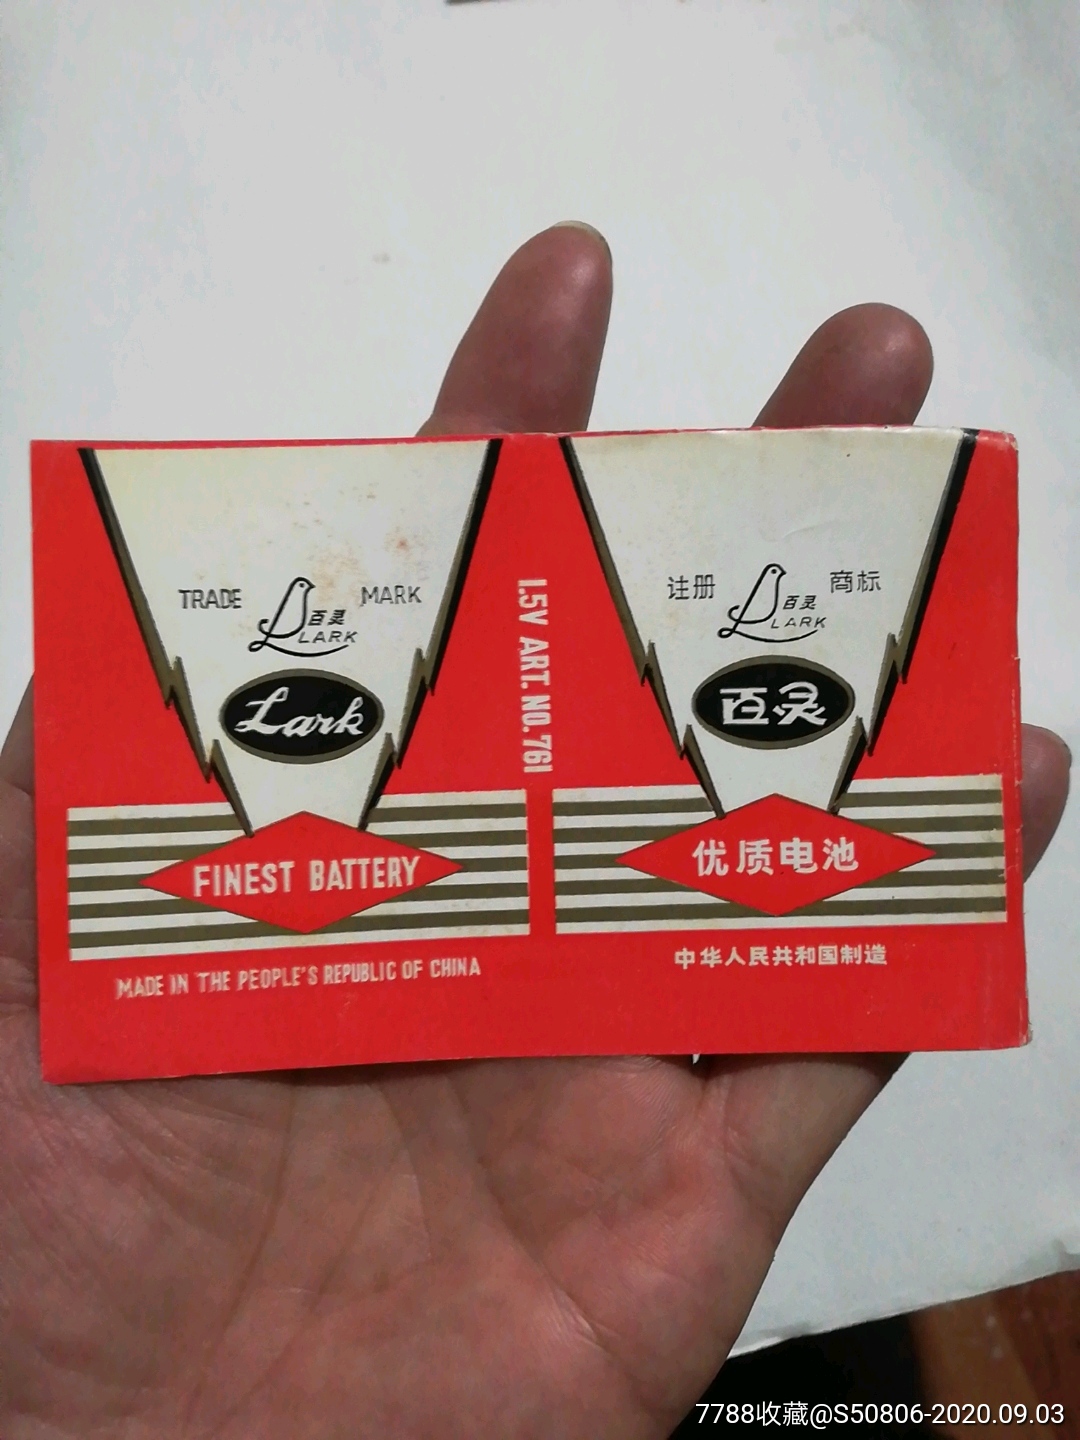 TRADE MARK
百灵
LARK
Lark
FINEST BATTERY
MADE IN THE PEOPLE'S REPUBLIC OF CHINA
1.5V ART. NO. 761
注册 商标
百灵
LARK
百灵
优质电池
中华人民共和国制造
7788收藏@S50806-2020.09.03